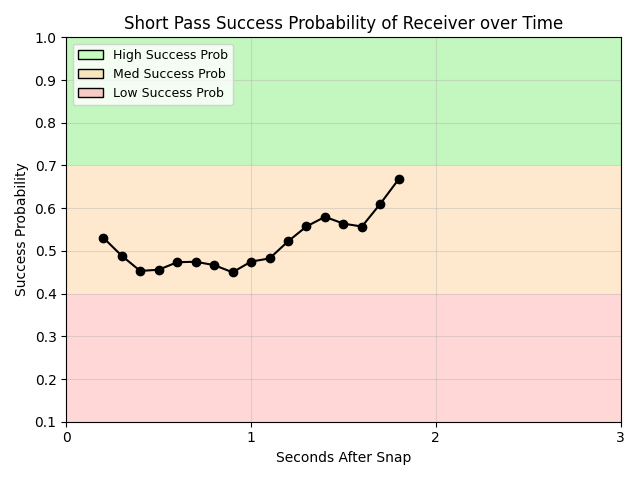 Short Pass Success Probability of Receiver over Time
1.0
0.9
0.8
0.7
0.6
0.5
0.4
0.3
0.2
0.1
Success Probability
High Success Prob
Med Success Prob
Low Success Prob
0
1
2
3
Seconds After Snap